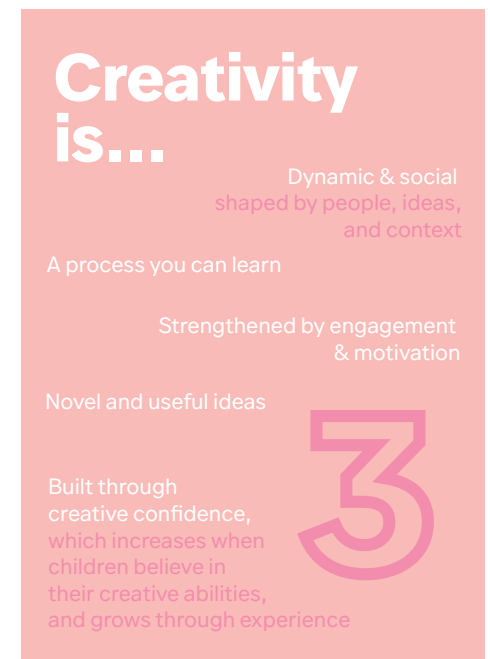 Creativity
is...
Dynamic & social
shaped by people, ideas,
and context
A process you can learn
Strengthened by engagement
& motivation
Novel and useful ideas
3
Built through
creative confidence,
which increases when
children believe in
their creative abilities,
and grows through experience